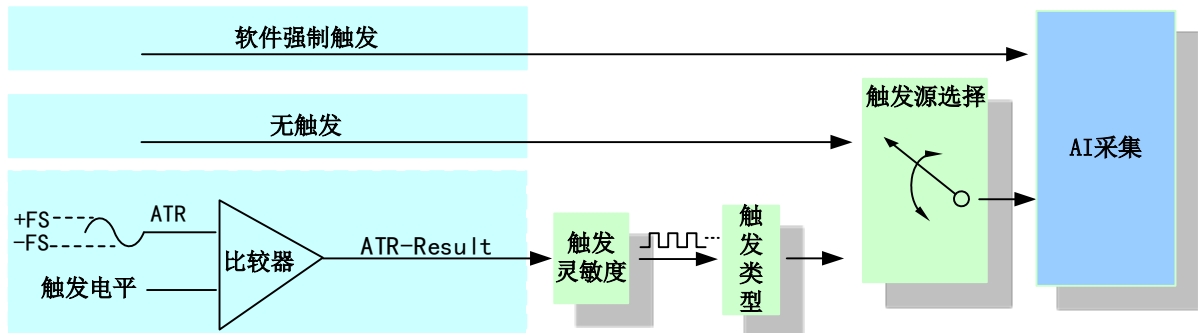 软件强制触发
无触发
触发源选择
AI采集
+FS
-FS
ATR
触发电平
比较器
ATR-Result
触发
灵敏度
触
发
类
型